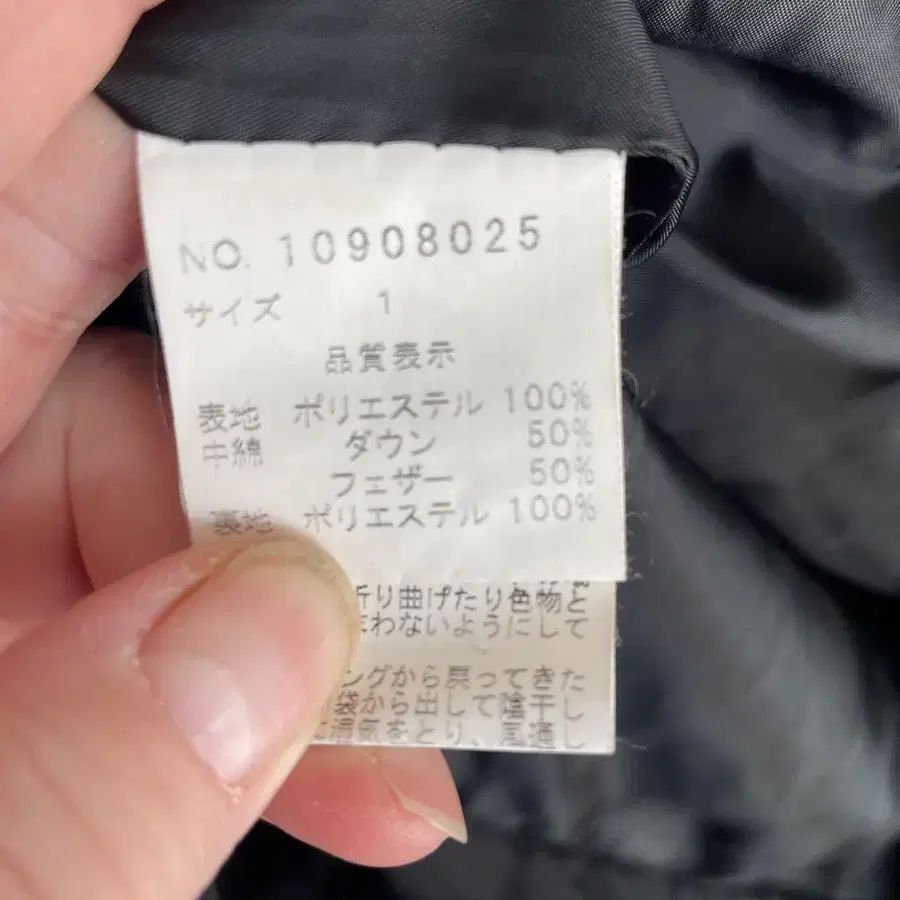 NO. 10908025
サイズ 1
品質表示
表地 ポリエステル 100%
中綿 ダウン 50%
フェザー 50%
裏地 ポリエステル 100%
折り曲げたり色物と
まわないようにして
ングから戻ってきた
袋から出して陰干し
湿気をとり、風通し